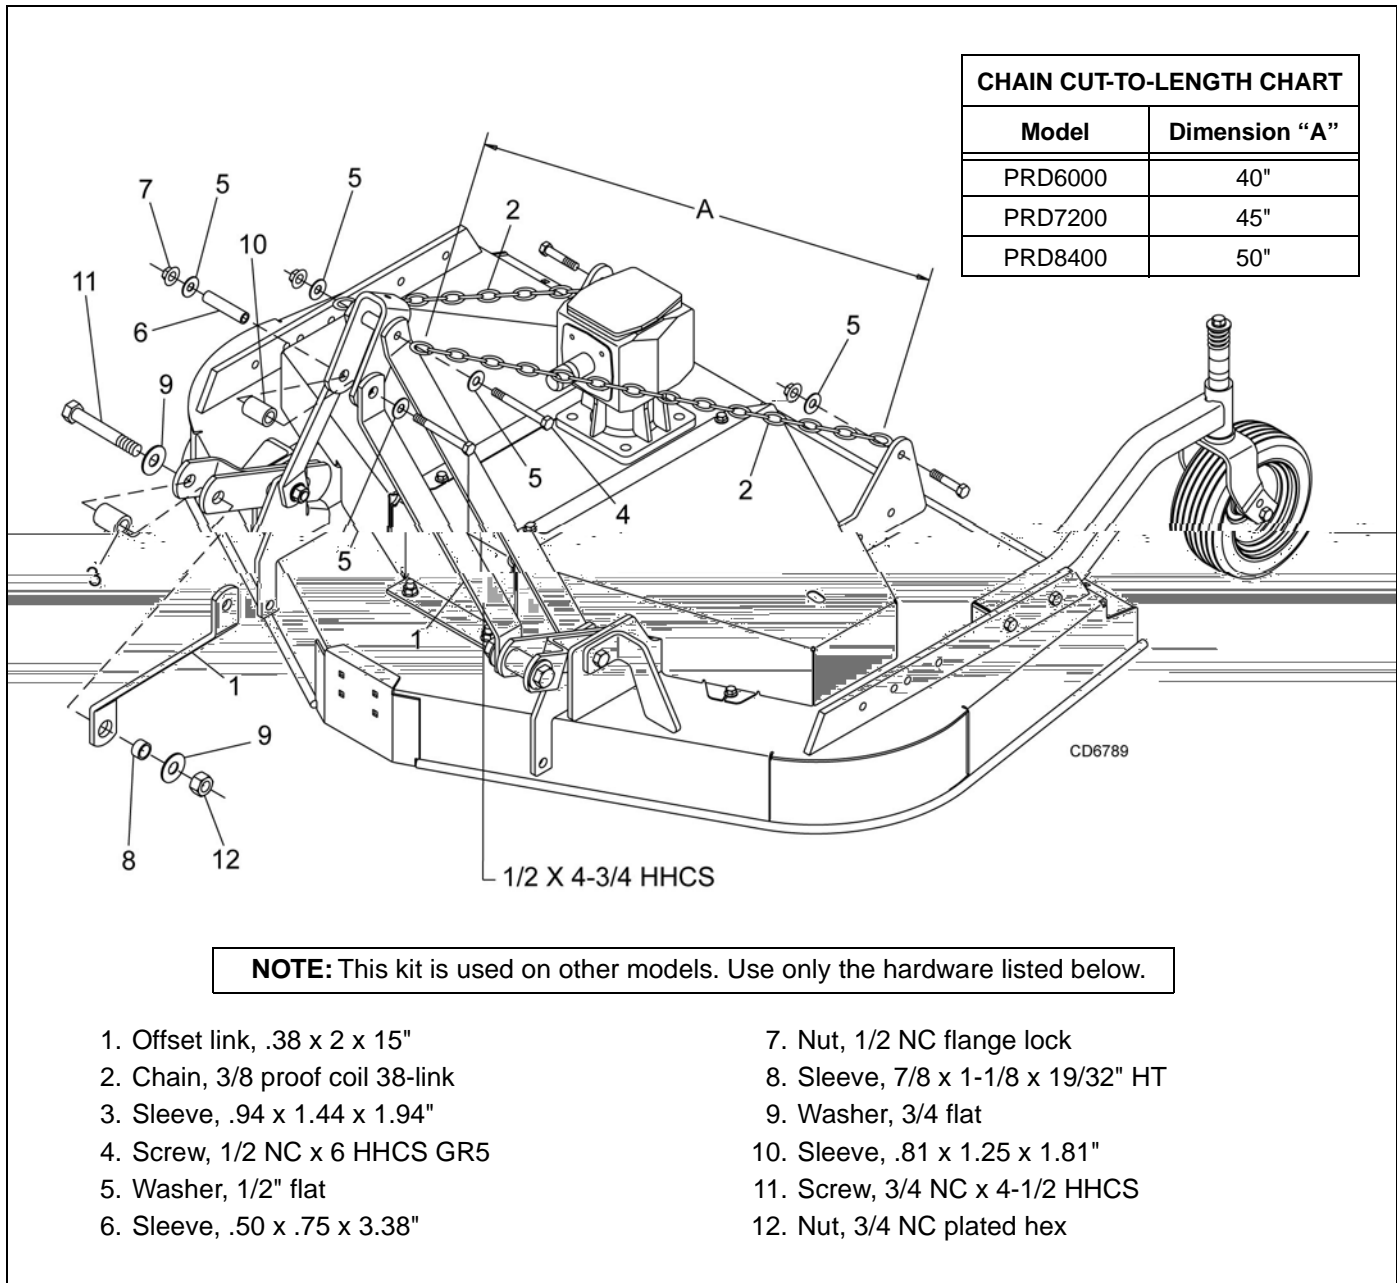 CHAIN CUT-TO-LENGTH CHART
Model Dimension “A”
PRD6000 40"
PRD7200 45"
PRD8400 50"
7
5
5
2
A
10
11
6
5
9
5
2
4
5
3
1
1
9
8
12
CD6789
1/2 X 4-3/4 HHCS
NOTE: This kit is used on other models. Use only the hardware listed below.
1. Offset link, .38 x 2 x 15"
2. Chain, 3/8 proof coil 38-link
3. Sleeve, .94 x 1.44 x 1.94"
4. Screw, 1/2 NC x 6 HHCS GR5
5. Washer, 1/2" flat
6. Sleeve, .50 x .75 x 3.38"
7. Nut, 1/2 NC flange lock
8. Sleeve, 7/8 x 1-1/8 x 19/32" HT
9. Washer, 3/4 flat
10. Sleeve, .81 x 1.25 x 1.81"
11. Screw, 3/4 NC x 4-1/2 HHCS
12. Nut, 3/4 NC plated hex